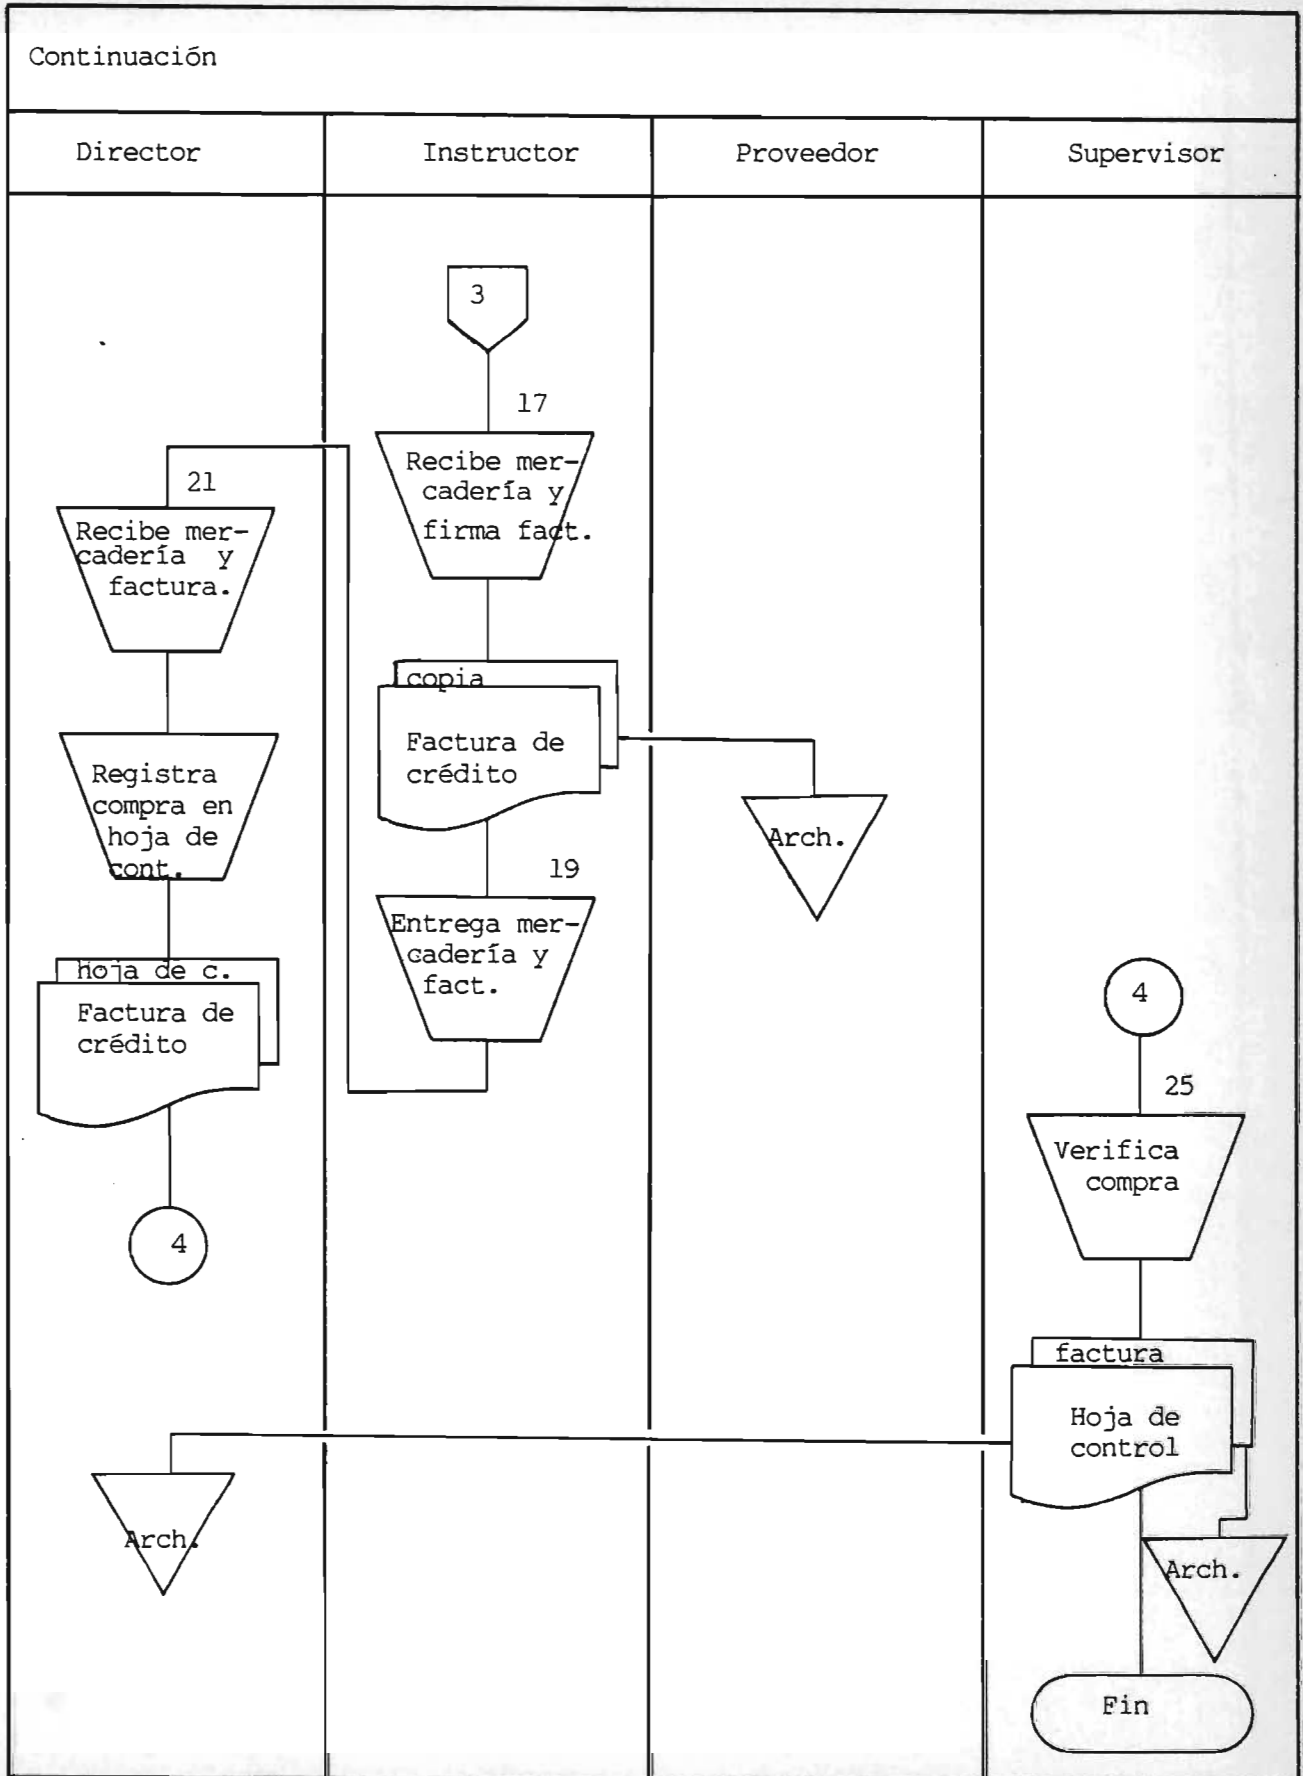 Continuación
Director
Instructor
Proveedor
Supervisor
3
17
Recibe mer-
cadería y
firma fact.
21
Recibe mer-
cadería y
factura.
copia
Factura de
crédito
Registra
compra en
hoja de
cont.
Arch.
19
Entrega mer-
cadería y
fact.
hoja de c.
Factura de
crédito
4
4
25
Verifica
compra
factura
Hoja de
control
Arch.
Arch.
Fin